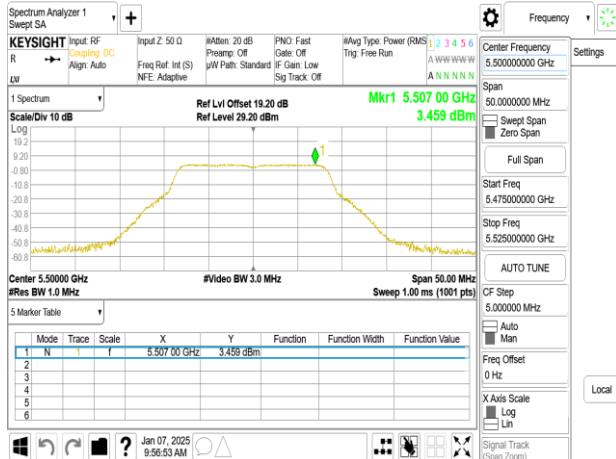 Spectrum Analyzer 1
Swept SA
+
Frequency
KEYSIGHT
R
LXI
Input: RF
Coupling: DC
Align: Auto
Input Z: 50 Ω
Freq Ref: Int (S)
NFE: Adaptive
#Atten: 20 dB
Preamp: Off
µW Path: Standard
PNO: Fast
Gate: Off
IF Gain: Low
Sig Track: Off
#Avg Type: Power (RMS
Trig: Free Run
1 2 3 4 5 6
A W W W W W
A N N N N N
1 Spectrum
Scale/Div 10 dB
Ref Lvl Offset 19.20 dB
Ref Level 29.20 dBm
Mkr1 5.507 00 GHz
3.459 dBm
Log
19.2
9.20
-0.80
-10.8
-20.8
-30.8
-40.8
-50.8
-60.8
1
Center 5.50000 GHz
#Res BW 1.0 MHz
#Video BW 3.0 MHz
Span 50.00 MHz
Sweep 1.00 ms (1001 pts)
5 Marker Table
Mode Trace Scale X Y Function Function Width Function Value
1 N 1 f 5.507 00 GHz 3.459 dBm
2
3
4
5
6
Jan 07, 2025
9:56:53 AM
Center Frequency
5.500000000 GHz
Settings
Span
50.0000000 MHz
Swept Span
Zero Span
Full Span
Start Freq
5.475000000 GHz
Stop Freq
5.525000000 GHz
AUTO TUNE
CF Step
5.000000 MHz
Auto
Man
Freq Offset
0 Hz
X Axis Scale
Log
Lin
Local
Signal Track
(Span Zoom)